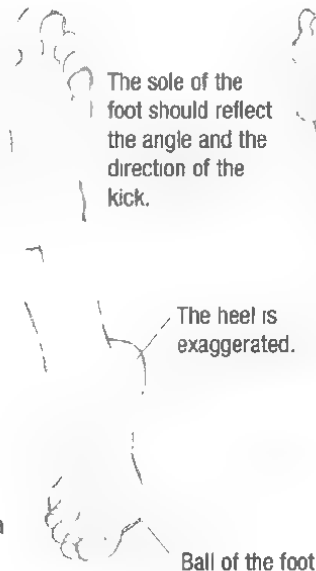 The sole of the
foot should reflect
the angle and the
direction of the
kick.
The heel is
exaggerated.
Ball of the foot